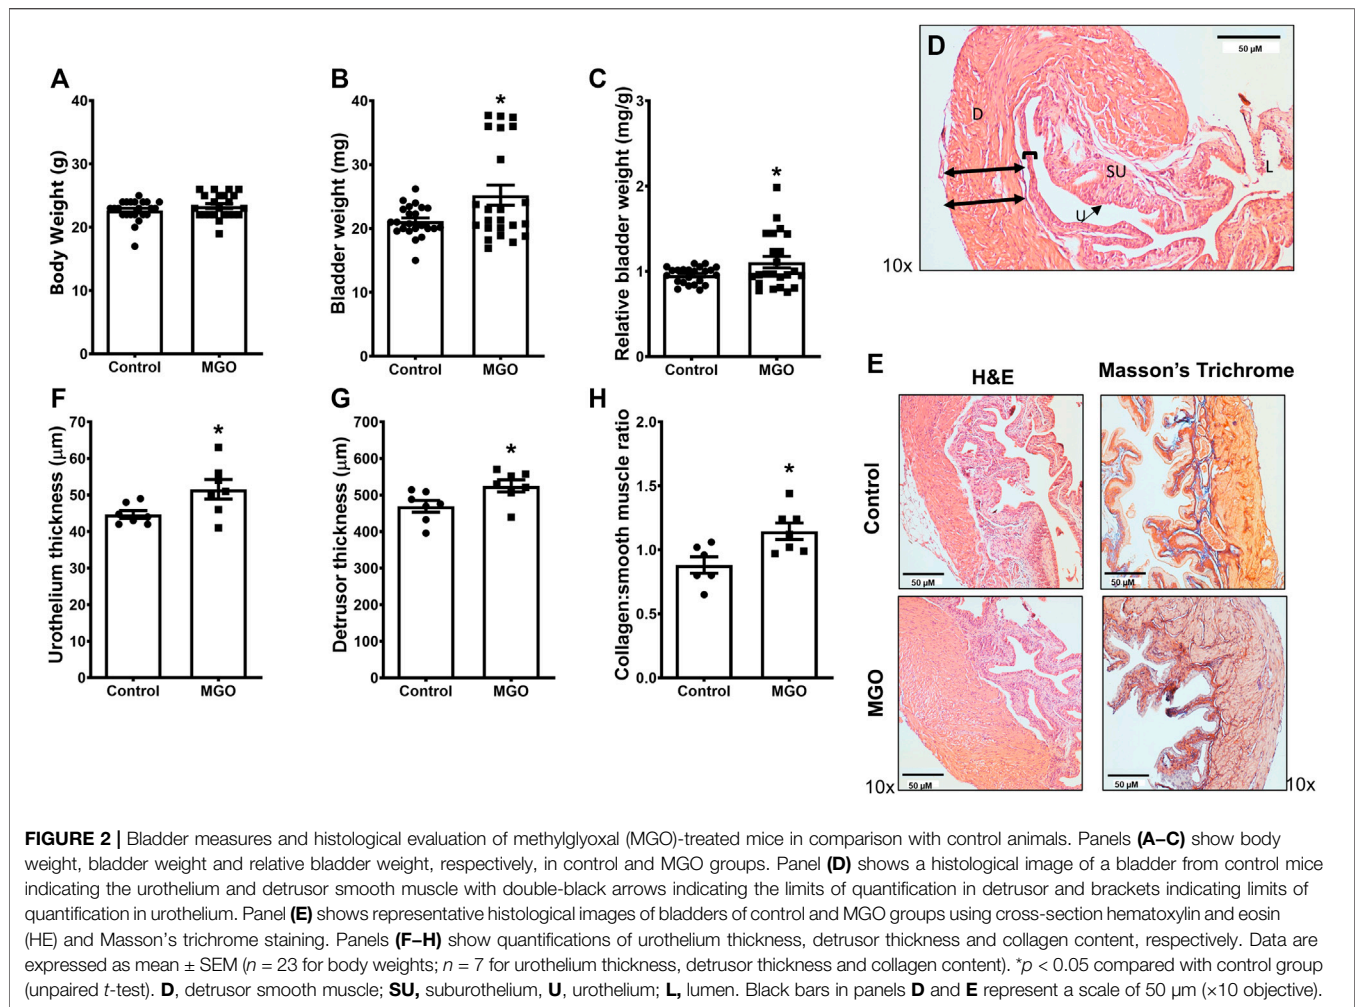 A
Body Weight (g)
40
30
20
10
0
Control
MGO
B
Bladder weight (mg)
40
30
20
10
0
*
Control
MGO
C
Relative bladder weight (mg/g)
3
2
1
0
*
Control
MGO
D
50 µM
D
SU
U
L
10x
E
H&E
Masson's Trichrome
Control
50 µM
50 µM
MGO
50 µM
50 µM
10x
10x
F
Urothelium thickness (µm)
70
60
50
40
30
20
10
0
*
Control
MGO
G
Detrusor thickness (µm)
700
600
500
400
300
200
100
0
*
Control
MGO
H
Collagen:smooth muscle ratio
2.0
1.5
1.0
0.5
0.0
*
Control
MGO
FIGURE 2 | Bladder measures and histological evaluation of methylglyoxal (MGO)-treated mice in comparison with control animals. Panels (A–C) show body
weight, bladder weight and relative bladder weight, respectively, in control and MGO groups. Panel (D) shows a histological image of a bladder from control mice
indicating the urothelium and detrusor smooth muscle with double-black arrows indicating the limits of quantification in detrusor and brackets indicating limits of
quantification in urothelium. Panel (E) shows representative histological images of bladders of control and MGO groups using cross-section hematoxylin and eosin
(HE) and Masson's trichrome staining. Panels (F–H) show quantifications of urothelium thickness, detrusor thickness and collagen content, respectively. Data are
expressed as mean ± SEM (n = 23 for body weights; n = 7 for urothelium thickness, detrusor thickness and collagen content). *p < 0.05 compared with control group
(unpaired t-test). D, detrusor smooth muscle; SU, suburothelium, U, urothelium; L, lumen. Black bars in panels D and E represent a scale of 50 µm (×10 objective).